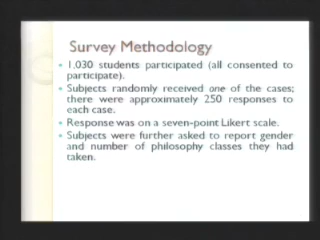 Survey Methodology
1,030 students participated (all consented to
participate).
Subjects randomly received one of the cases;
there were approximately 250 responses to
each case.
Response was on a seven-point Likert scale.
Subjects were further asked to report gender
and number of philosophy classes they had
taken.